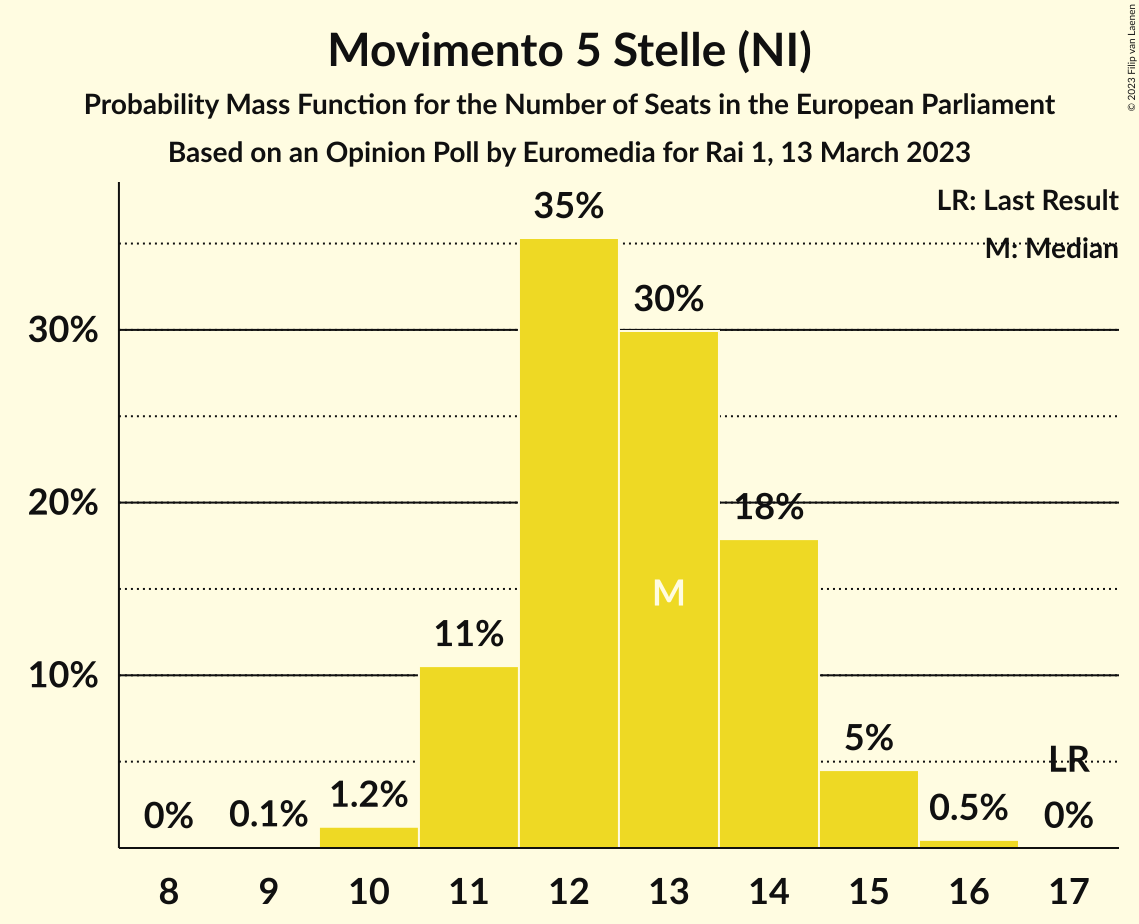 Movimento 5 Stelle (NI)
Probability Mass Function for the Number of Seats in the European Parliament
Based on an Opinion Poll by Euromedia for Rai 1, 13 March 2023
© 2023 Filip van Laenen
LR: Last Result
M: Median
35%
30%
30%
20%
18%
M
11%
10%
5%
LR
1.2%
0%
0.1%
0.5%
0%
8 9 10 11 12 13 14 15 16 17